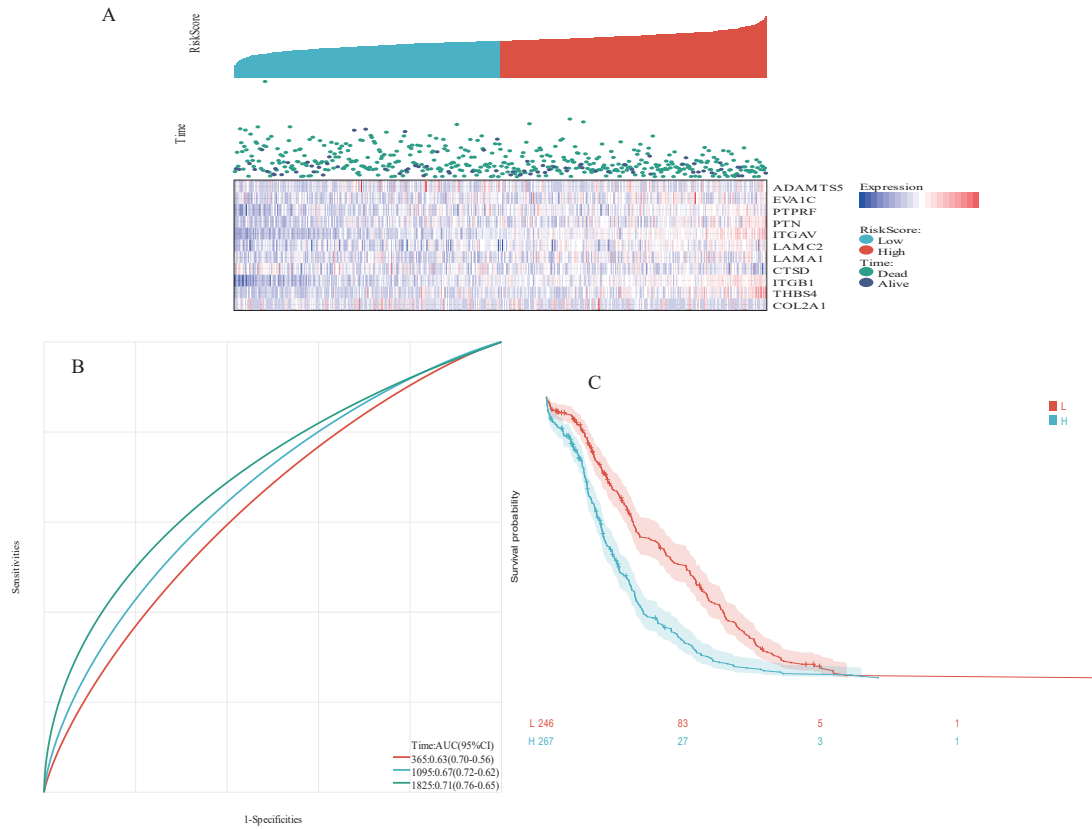 A
RiskScore
Time
ADAMTS5
EVA1C
PTPRF
PTN
ITGAV
LAMC2
LAMA1
CTSD
ITGB1
THBS4
COL2A1
Expression
RiskScore:
Low
High
Time:
Dead
Alive
B
Sensitivities
Time:AUC(95%CI)
365:0.63(0.70-0.56)
1095:0.67(0.72-0.62)
1825:0.71(0.76-0.65)
1-Specificities
C
L
H
Survival probability
L 246 83 5 1
H 267 27 3 1